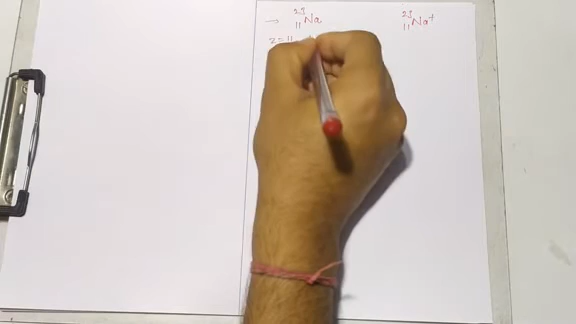 → ²³₁₁Na ²³₁₁Na⁺
Z = 11